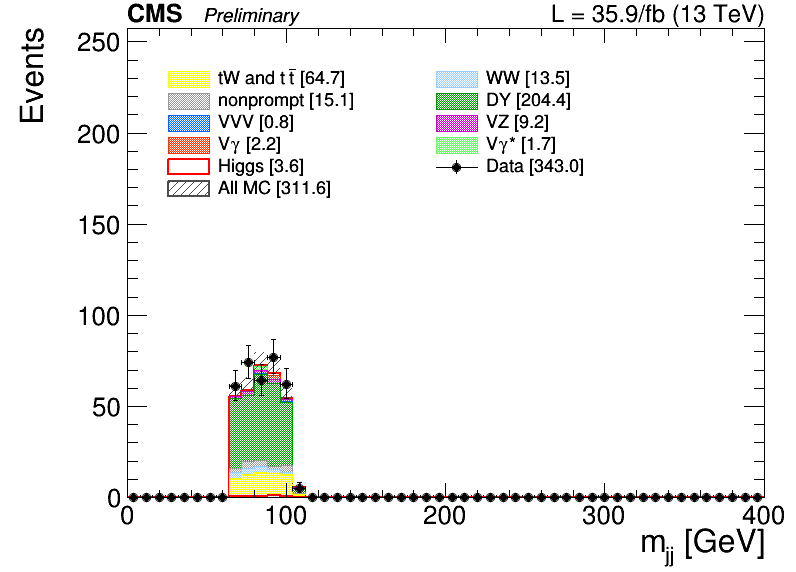 CMS Preliminary L = 35.9/fb (13 TeV)
Events
250
200
150
100
50
0
tW and tt̄ [64.7] WW [13.5]
nonprompt [15.1] DY [204.4]
VVV [0.8] VZ [9.2]
Vγ [2.2] Vγ* [1.7]
Higgs [3.6] Data [343.0]
All MC [311.6]
0 100 200 300 400
m_jj [GeV]